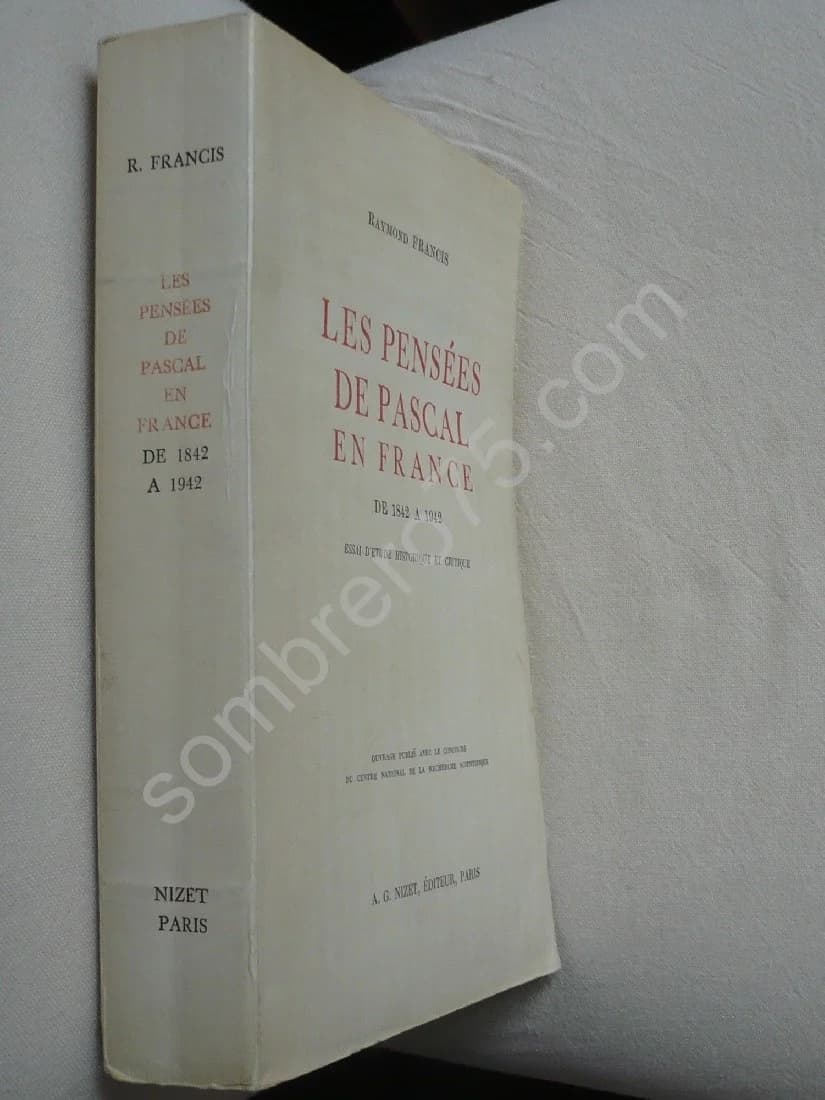 R. FRANCIS
LES
PENSÉES
DE
PASCAL
EN
FRANCE
DE 1842
A 1942
NIZET
PARIS
RAYMOND FRANCIS
LES PENSÉES
DE PASCAL
EN FRANCE
DE 1842 A 1942
ESSAI D'ETUDE HISTORIQUE ET CRITIQUE
OUVRAGE PUBLIÉ AVEC LE CONCOURS
DU CENTRE NATIONAL DE LA RECHERCHE SCIENTIFIQUE
A. G. NIZET, ÉDITEUR, PARIS
sombrero75.com